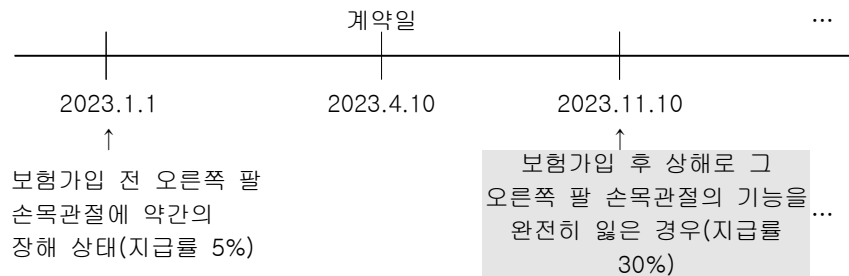 계약일
…
2023.1.1
2023.4.10
2023.11.10
↑
↑
보험가입 전 오른쪽 팔
손목관절에 약간의
장해 상태(지급률 5%)
보험가입 후 상해로 그
오른쪽 팔 손목관절의 기능을
완전히 잃은 경우(지급률
30%)
…